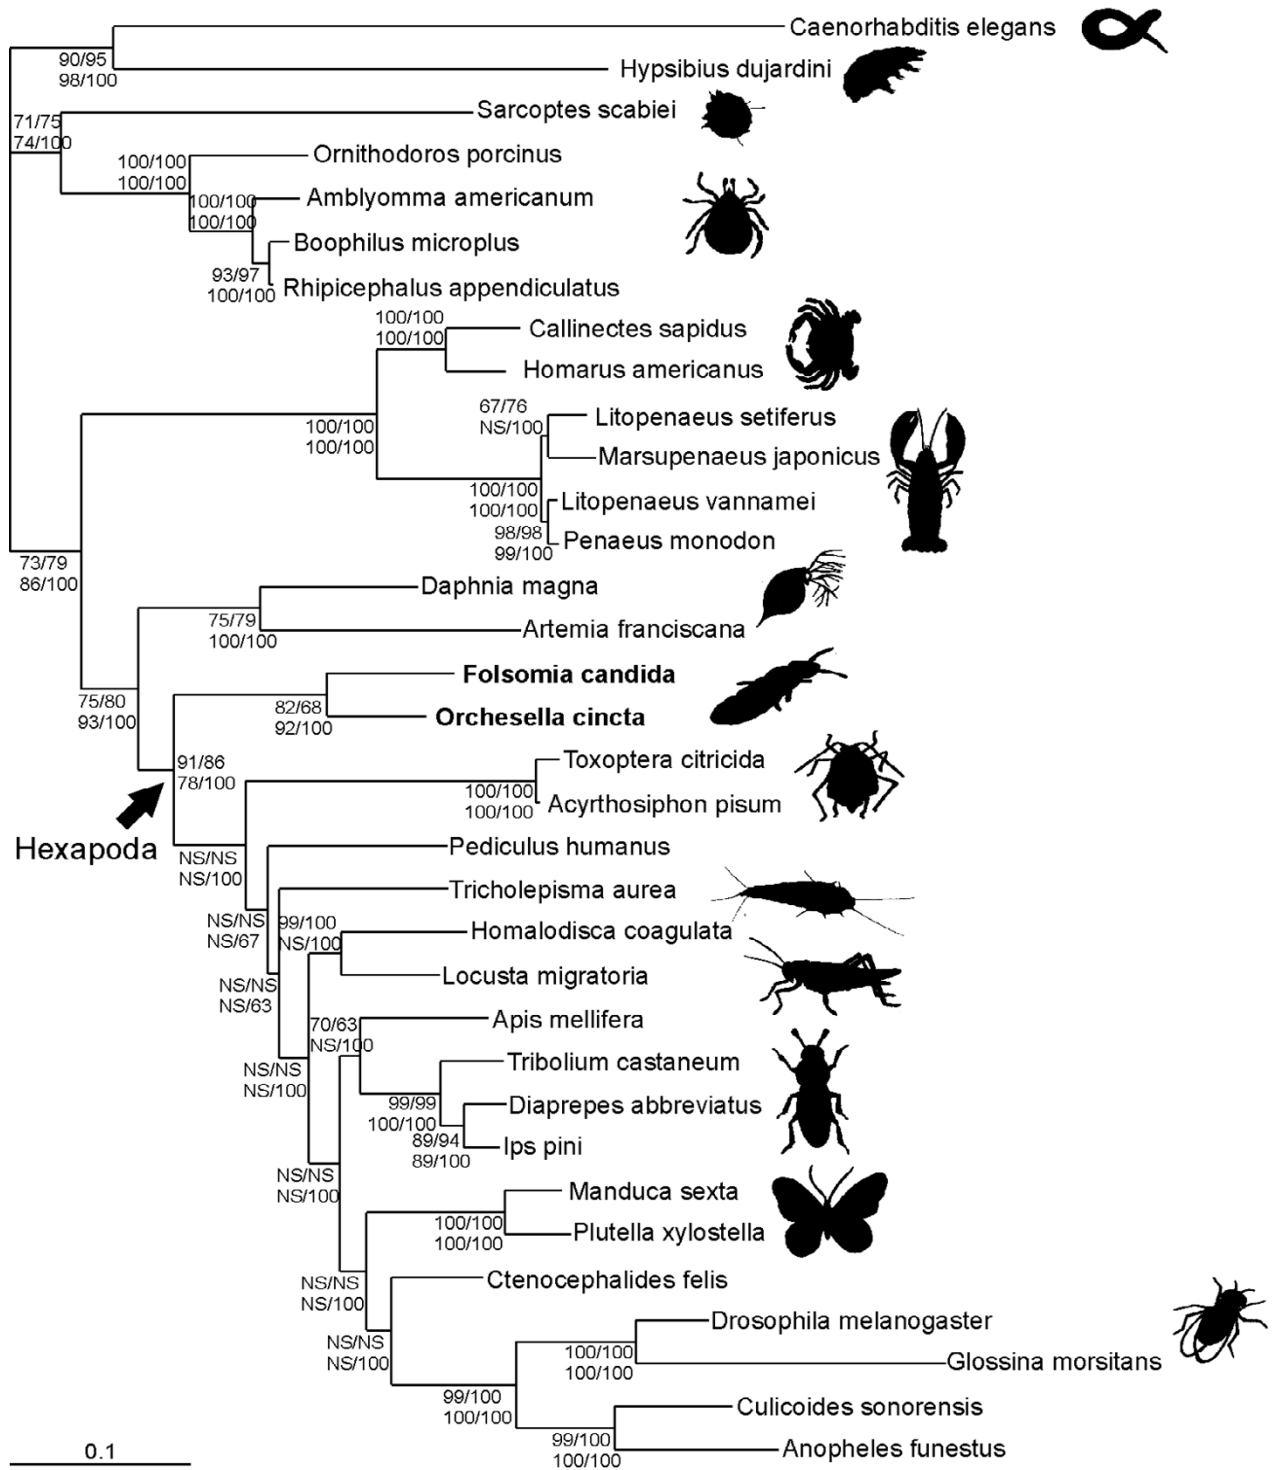 Caenorhabditis elegans
90/95
98/100
Hypsibius dujardini
Sarcoptes scabiei
71/75
74/100
Ornithodoros porcinus
100/100
100/100
Amblyomma americanum
100/100
100/100
Boophilus microplus
93/97
100/100
Rhipicephalus appendiculatus
100/100
100/100
Callinectes sapidus
Homarus americanus
67/76
NS/100
Litopenaeus setiferus
100/100
100/100
Marsupenaeus japonicus
100/100
100/100
Litopenaeus vannamei
98/98
99/100
Penaeus monodon
73/79
86/100
Daphnia magna
75/79
100/100
Artemia franciscana
Folsomia candida
75/80
93/100
82/68
92/100
Orchesella cincta
91/86
78/100
Toxoptera citricida
100/100
100/100
Acyrthosiphon pisum
Hexapoda
NS/NS
NS/100
Pediculus humanus
Tricholepisma aurea
NS/NS
NS/67
99/100
NS/100
Homalodisca coagulata
Locusta migratoria
NS/NS
NS/63
70/63
NS/100
Apis mellifera
NS/NS
NS/100
Tribolium castaneum
99/99
100/100
Diaprepes abbreviatus
89/94
89/100
Ips pini
NS/NS
NS/100
Manduca sexta
100/100
100/100
Plutella xylostella
NS/NS
NS/100
Ctenocephalides felis
Drosophila melanogaster
NS/NS
NS/100
100/100
100/100
Glossina morsitans
99/100
100/100
Culicoides sonorensis
99/100
100/100
Anopheles funestus
0.1